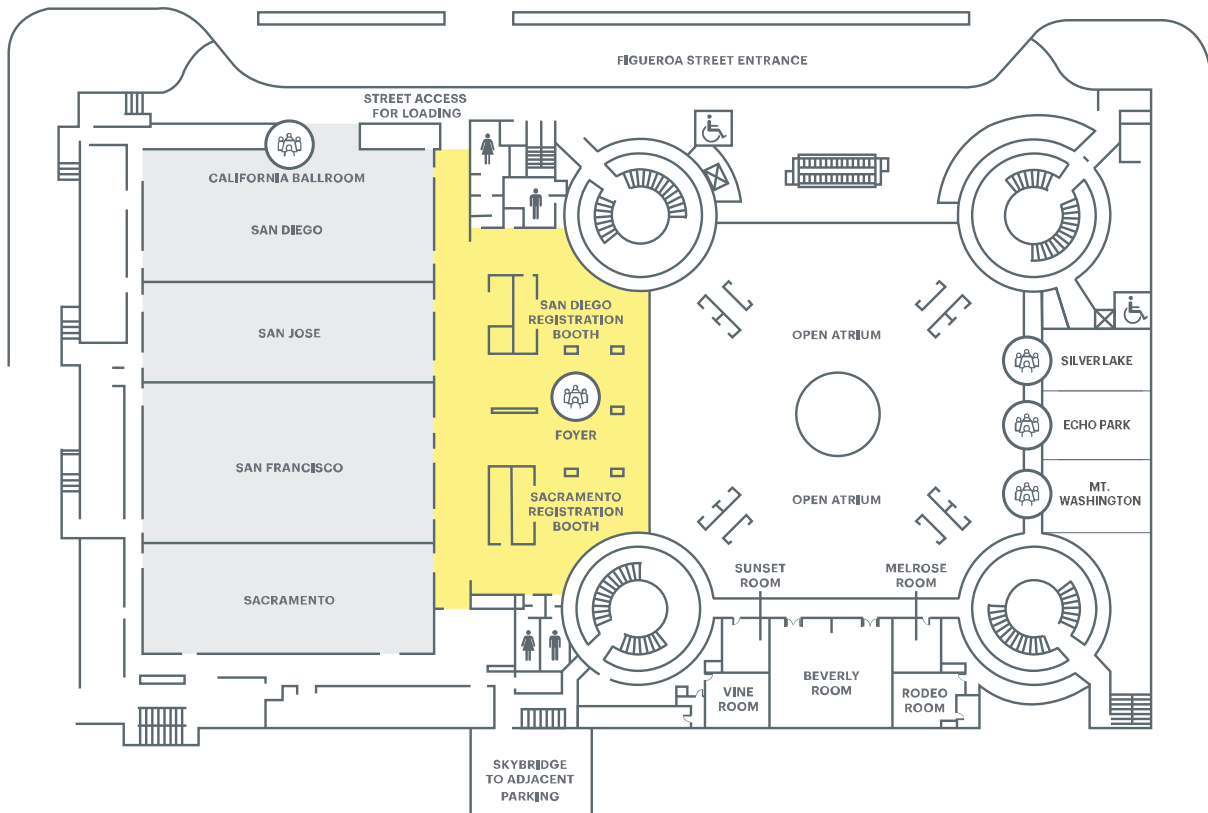 FIGUEROA STREET ENTRANCE
STREET ACCESS
FOR LOADING
CALIFORNIA BALLROOM
SAN DIEGO
SAN JOSE
SAN FRANCISCO
SACRAMENTO
SAN DIEGO
REGISTRATION
BOOTH
FOYER
SACRAMENTO
REGISTRATION
BOOTH
OPEN ATRIUM
OPEN ATRIUM
SILVER LAKE
ECHO PARK
MT.
WASHINGTON
SUNSET
ROOM
MELROSE
ROOM
VINE
ROOM
BEVERLY
ROOM
RODEO
ROOM
SKYBRIDGE
TO ADJACENT
PARKING